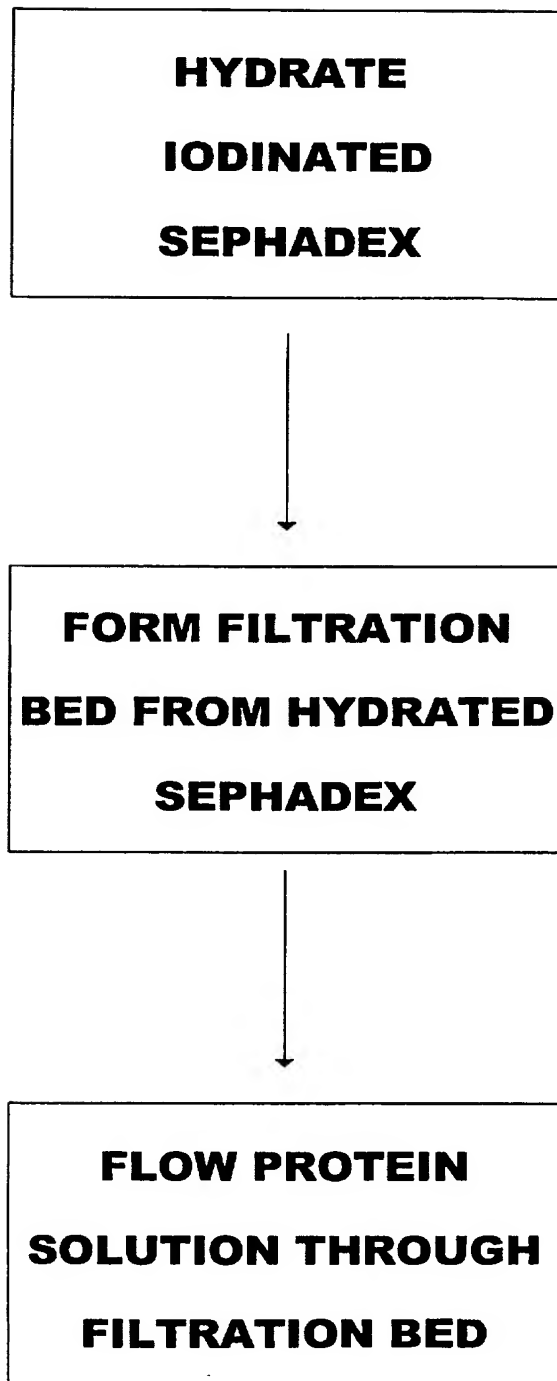 HYDRATE
IODINATED
SEPHADEX
FORM FILTRATION
BED FROM HYDRATED
SEPHADEX
FLOW PROTEIN
SOLUTION THROUGH
FILTRATION BED